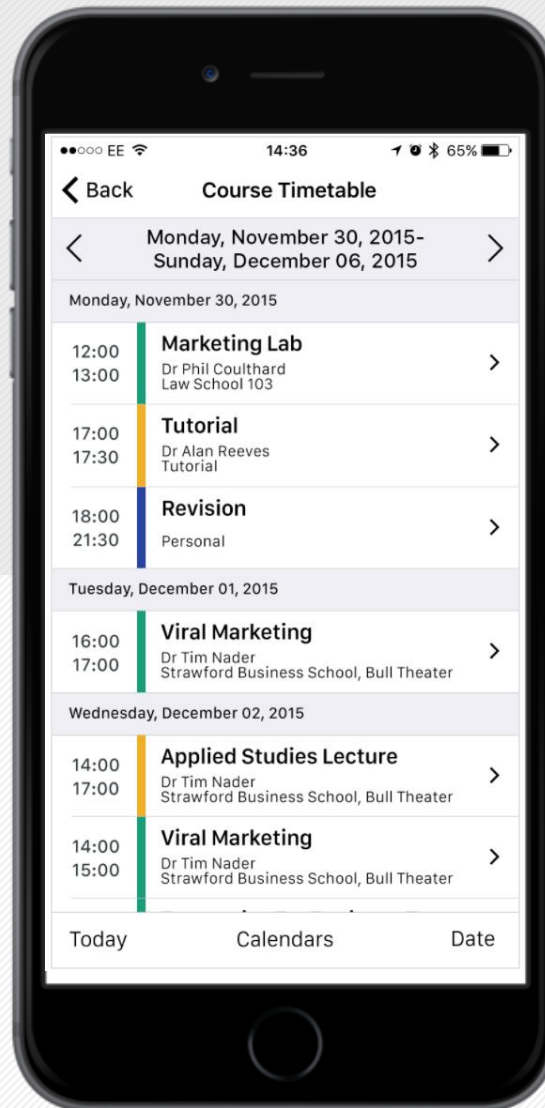 EE 14:36 65%
Back Course Timetable
Monday, November 30, 2015-
Sunday, December 06, 2015
Monday, November 30, 2015
12:00
13:00
Marketing Lab
Dr Phil Coulthard
Law School 103
17:00
17:30
Tutorial
Dr Alan Reeves
Tutorial
18:00
21:30
Revision
Personal
Tuesday, December 01, 2015
16:00
17:00
Viral Marketing
Dr Tim Nader
Strawford Business School, Bull Theater
Wednesday, December 02, 2015
14:00
17:00
Applied Studies Lecture
Dr Tim Nader
Strawford Business School, Bull Theater
14:00
15:00
Viral Marketing
Dr Tim Nader
Strawford Business School, Bull Theater
Today Calendars Date